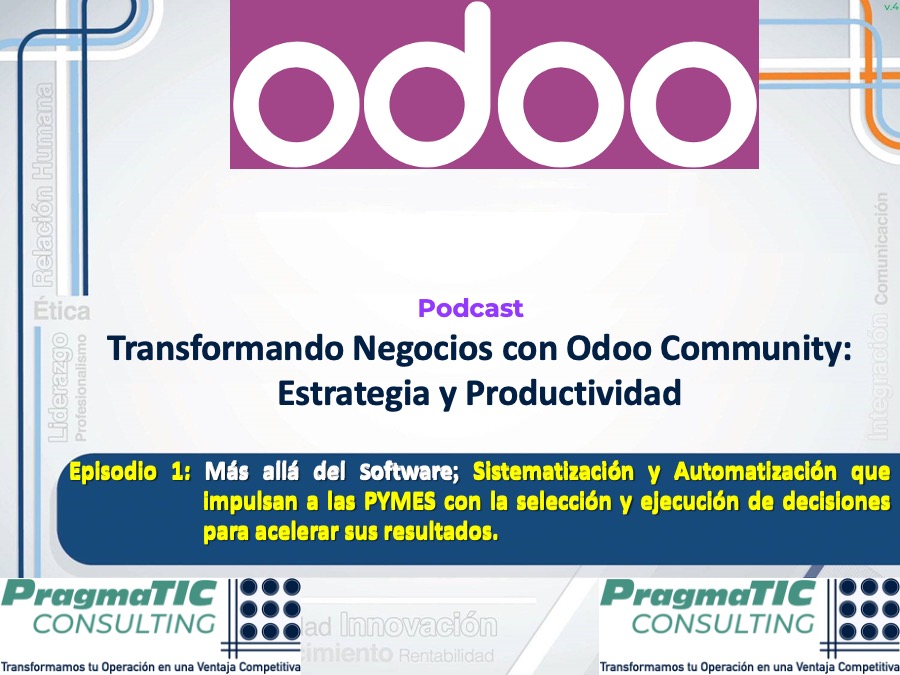 v.4
odoo
Relación Humana
Ética
Liderazgo
Profesionalismo
Integración Comunicación
Podcast
Transformando Negocios con Odoo Community:
Estrategia y Productividad
Episodio 1: Más allá del Software; Sistematización y Automatización que
impulsan a las PYMES con la selección y ejecución de decisiones
para acelerar sus resultados.
PragmaTIC
CONSULTING
Transformamos tu Operación en una Ventaja Competitiva
Innovación
Rentabilidad
PragmaTIC
CONSULTING
Transformamos tu Operación en una Ventaja Competitiva